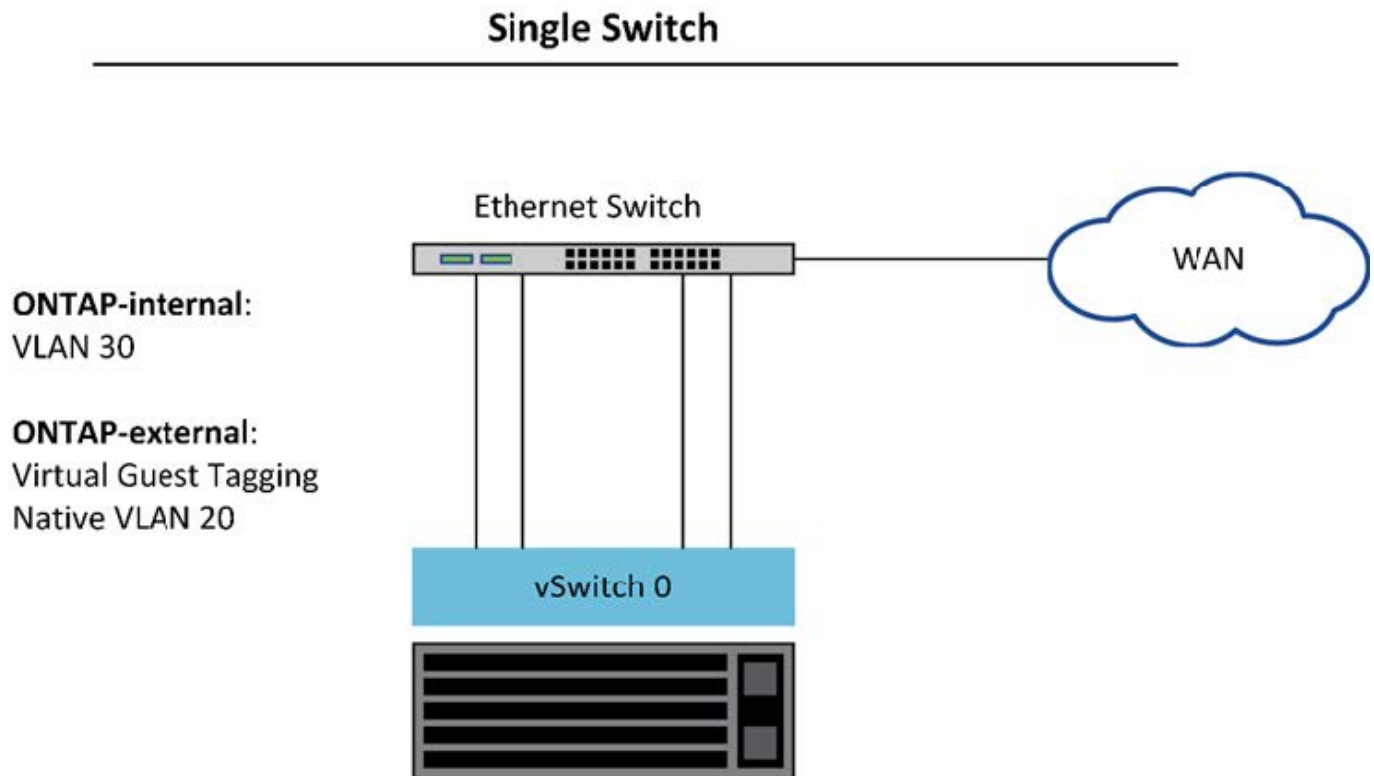 Single Switch
Ethernet Switch
WAN
ONTAP-internal:
VLAN 30
ONTAP-external:
Virtual Guest Tagging
Native VLAN 20
vSwitch 0